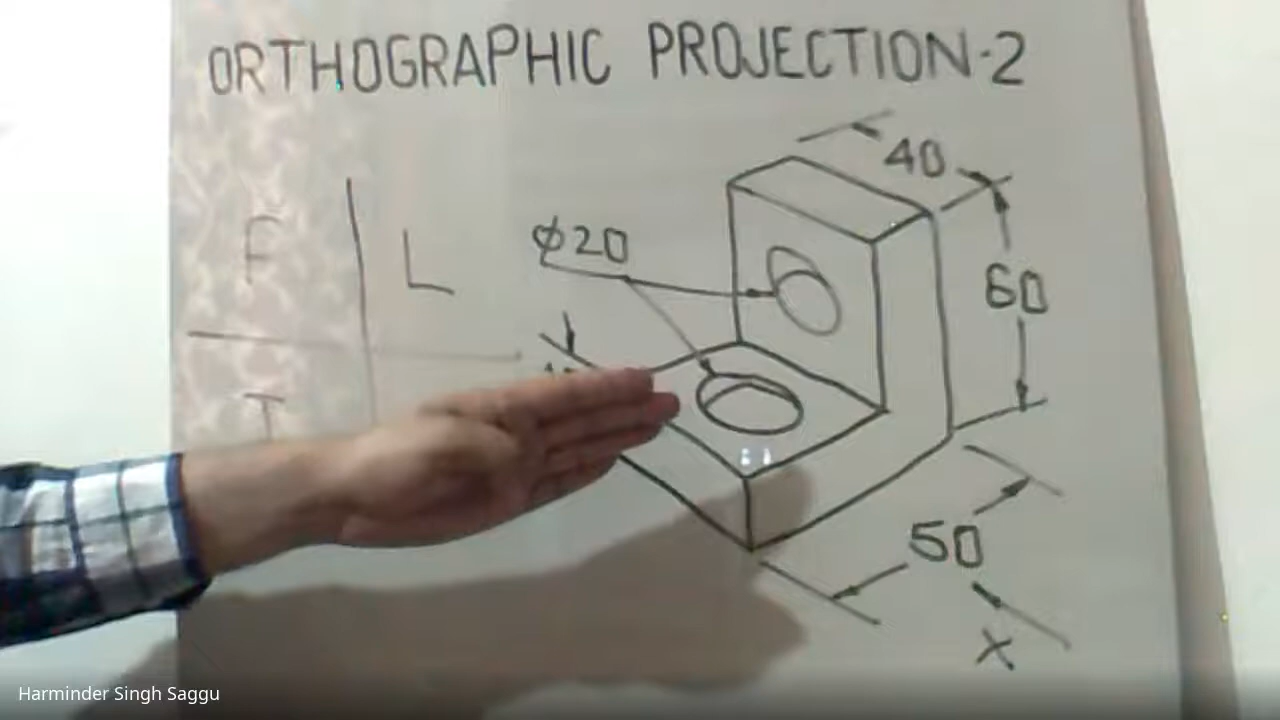 ORTHOGRAPHIC PROJECTION-2
40
F
L
ϕ20
60
T
50
X
Harminder Singh Saggu